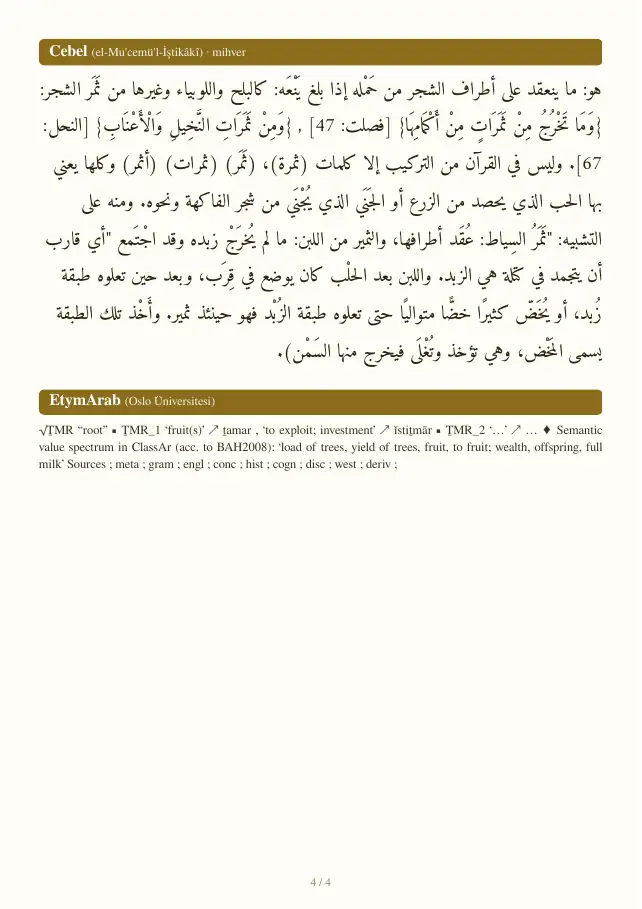 Cebel (el-Mu'cemü'l-İştikâkî) · mihver
هو: ما ينعقد على أطراف الشجر من حَمْله إذا بلغ يَنْعَه: كالبلح واللوبياء وغيرها من ثَمَر الشجر:
{وَمَا تَخْرُجُ مِنْ ثَمَرَاتٍ مِنْ أَكْمَامِهَا} [فصلت: 47] , {وَمِنْ ثَمَرَاتِ النَّخِيلِ وَالْأَعْنَابِ} [النحل:
67]. وليس في القرآن من التركيب إلا كلمات (ثمرة)، (ثَمَر) (ثمرات) (أثمر) وكلها يعني
بها الحب الذي يحصد من الزرع أو الجَنَي الذي يُجْنَي من شجر الفاكهة ونحوه. ومنه على
التشبيه: "ثَمَرُ السِياط: عُقَد أطرافها، والثمير من اللبن: ما لم يُخرَجْ زبده وقد اجْتَمع "أي قارب
أن يتجمد في كتلة هي الزبد. واللبن بعد الحلْب كان يوضع في قِرَب، وبعد حين تعلوه طبقة
زُبد، أو يُخَضّ كثيرًا خضًّا متواليًا حتى تعلوه طبقة الزُبْد فهو حينئذ ثمير. وأَخْذ تلك الطبقة
يسمى المَخْض، وهي تؤخذ وتُغْلَى فيخرج منها السَمْن).
EtymArab (Oslo Üniversitesi)
√ṮMR “root” ▪ ṮMR_1 ‘fruit(s)’ ↗ ṯamar , ‘to exploit; investment’ ↗ ĭstiṯmār ▪ ṮMR_2 ‘…’ ↗ … ♦ Semantic
value spectrum in ClassAr (acc. to BAH2008): ‘load of trees, yield of trees, fruit, to fruit; wealth, offspring, full
milk’ Sources ; meta ; gram ; engl ; conc ; hist ; cogn ; disc ; west ; deriv ;
4 / 4